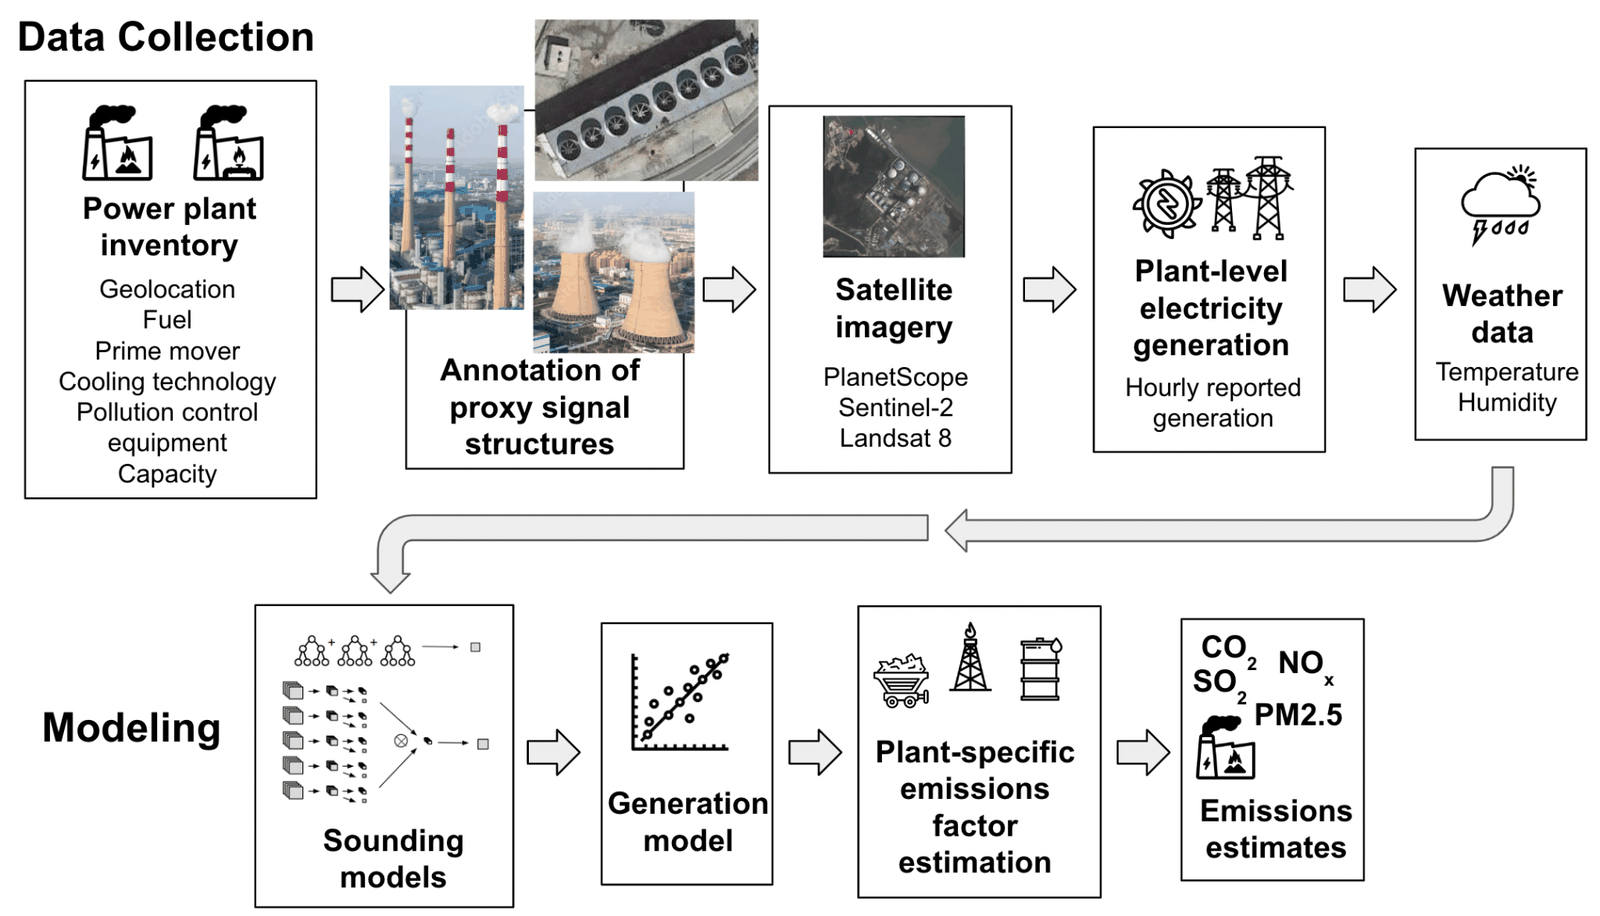 Data Collection
Power plant
inventory
Geolocation
Fuel
Prime mover
Cooling technology
Pollution control
equipment
Capacity
Annotation of
proxy signal
structures
Satellite
imagery
PlanetScope
Sentinel-2
Landsat 8
Plant-level
electricity
generation
Hourly reported
generation
Weather
data
Temperature
Humidity
Modeling
+ +
Sounding
models
Generation
model
Plant-specific
emissions
factor
estimation
CO2 NOx
SO2
PM2.5
Emissions
estimates